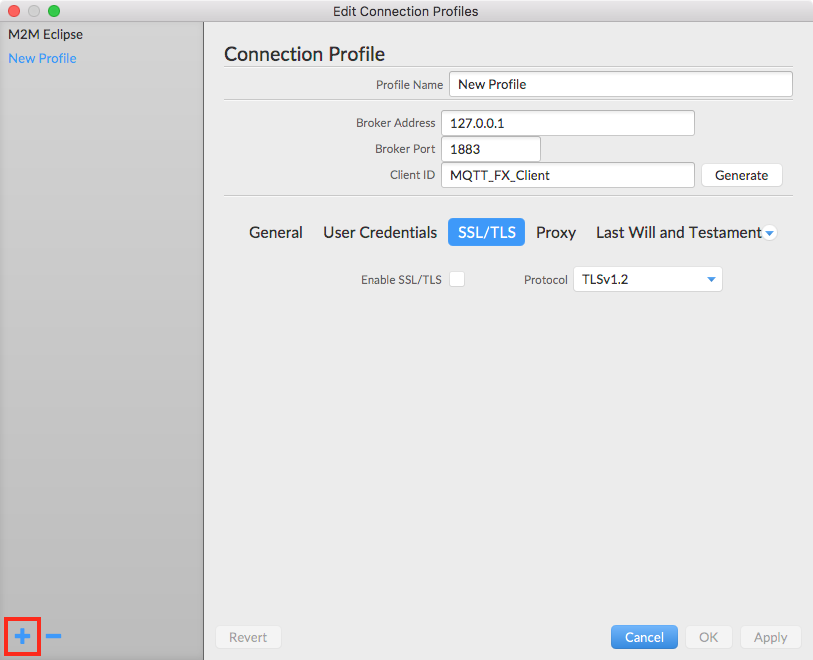 Edit Connection Profiles
M2M Eclipse
New Profile
Connection Profile
Profile Name New Profile
Broker Address 127.0.0.1
Broker Port 1883
Client ID MQTT_FX_Client Generate
General User Credentials SSL/TLS Proxy Last Will and Testament
Enable SSL/TLS Protocol TLSv1.2
Revert Cancel OK Apply